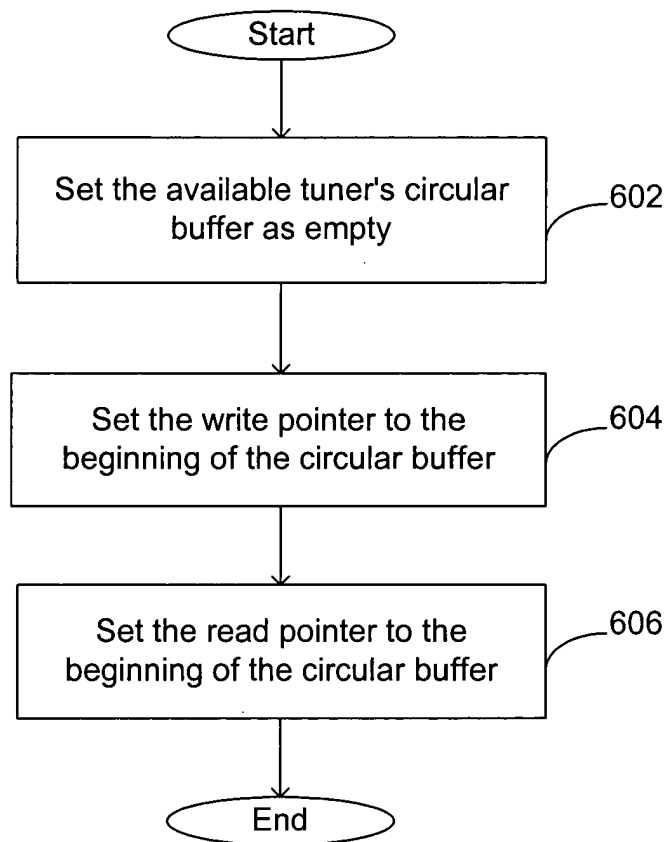 Start
Set the available tuner's circular
buffer as empty
602
Set the write pointer to the
beginning of the circular buffer
604
Set the read pointer to the
beginning of the circular buffer
606
End